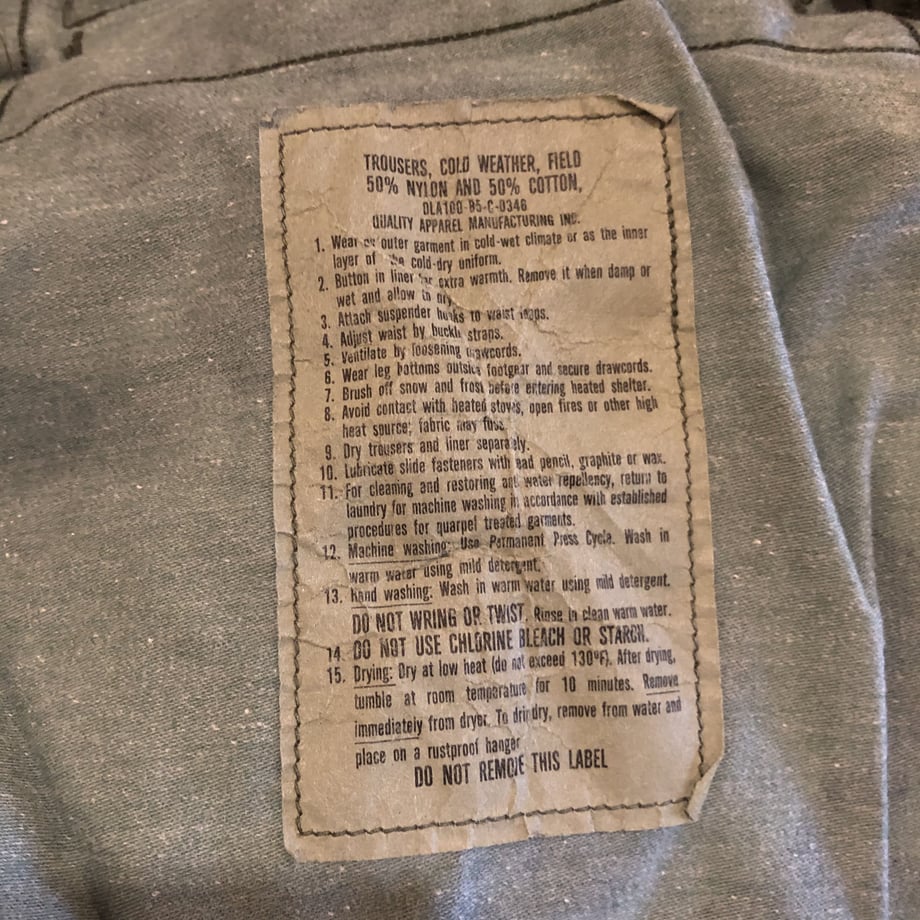 TROUSERS, COLD WEATHER, FIELD
50% NYLON AND 50% COTTON,
DLA100-85-C-0346
QUALITY APPAREL MANUFACTURING INC.
1. Wear outer garment in cold-wet climate or as the inner
layer of the cold-dry uniform.
2. Button in liner for extra warmth. Remove it when damp or
wet and allow to dry
3. Attach suspender hooks to waist loops.
4. Adjust waist by buckle straps.
5. Ventilate by loosening drawcords.
6. Wear leg bottoms outside footgear and secure drawcords.
7. Brush off snow and frost before entering heated shelter.
8. Avoid contact with heated stoves, open fires or other high
heat source; fabric may fuse.
9. Dry trousers and liner separately.
10. Lubricate slide fasteners with lead pencil, graphite or wax.
11. For cleaning and restoring water repellency, return to
laundry for machine washing in accordance with established
procedures for quarpel treated garments.
12. Machine washing: Use Permanent Press Cycle. Wash in
warm water using mild detergent.
13. Hand washing: Wash in warm water using mild detergent.
DO NOT WRING OR TWIST. Rinse in clean warm water.
14. DO NOT USE CHLORINE BLEACH OR STARCH.
15. Drying: Dry at low heat (do not exceed 130°F). After drying,
tumble at room temperature for 10 minutes. Remove
immediately from dryer. To drip dry, remove from water and
place on a rustproof hanger
DO NOT REMOVE THIS LABEL